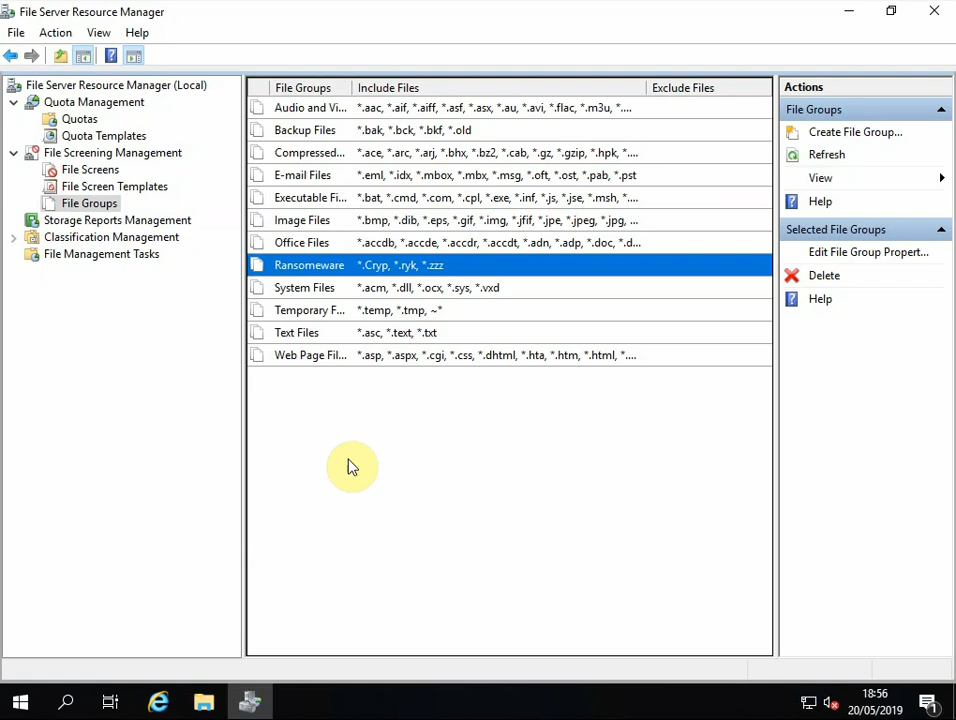 File Server Resource Manager
File Action View Help
File Server Resource Manager (Local)
Quota Management
Quotas
Quota Templates
File Screening Management
File Screens
File Screen Templates
File Groups
Storage Reports Management
Classification Management
File Management Tasks
File Groups Include Files Exclude Files
Audio and Vi... *.aac, *.aif, *.aiff, *.asf, *.asx, *.au, *.avi, *.flac, *.m3u, *....
Backup Files *.bak, *.bck, *.bkf, *.old
Compressed... *.ace, *.arc, *.arj, *.bhx, *.bz2, *.cab, *.gz, *.gzip, *.hpk, *....
E-mail Files *.eml, *.idx, *.mbox, *.mbx, *.msg, *.oft, *.ost, *.pab, *.pst
Executable Fi... *.bat, *.cmd, *.com, *.cpl, *.exe, *.inf, *.js, *.jse, *.msh, *....
Image Files *.bmp, *.dib, *.eps, *.gif, *.img, *.jfif, *.jpe, *.jpeg, *.jpg, ...
Office Files *.accdb, *.accde, *.accdr, *.accdt, *.adn, *.adp, *.doc, *.d...
Ransomeware *.Cryp, *.ryk, *.zzz
System Files *.acm, *.dll, *.ocx, *.sys, *.vxd
Temporary F... *.temp, *.tmp, ~*
Text Files *.asc, *.text, *.txt
Web Page Fil... *.asp, *.aspx, *.cgi, *.css, *.dhtml, *.hta, *.htm, *.html, *....
Actions
File Groups
Create File Group...
Refresh
View
Help
Selected File Groups
Edit File Group Propert...
Delete
Help
18:56
20/05/2019
1